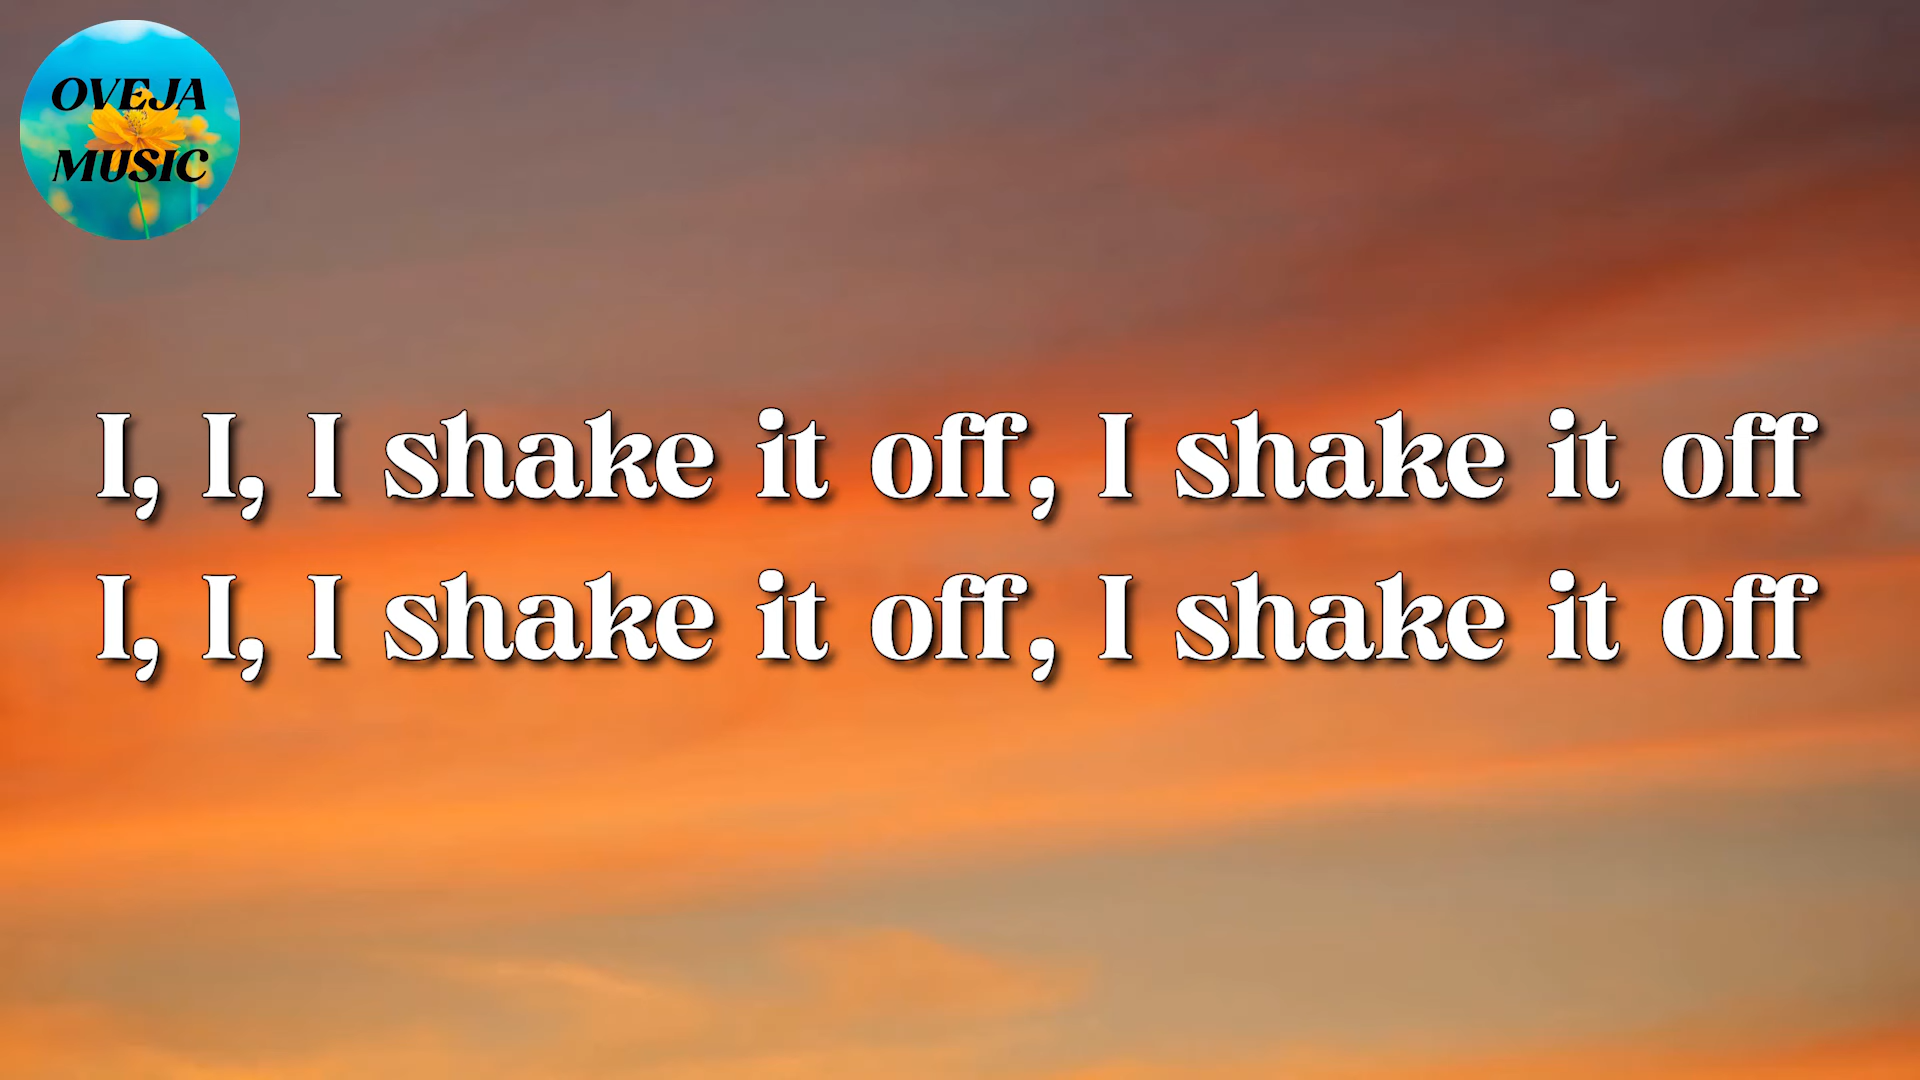 OVEJA
MUSIC
I, I, I shake it off, I shake it off
I, I, I shake it off, I shake it off